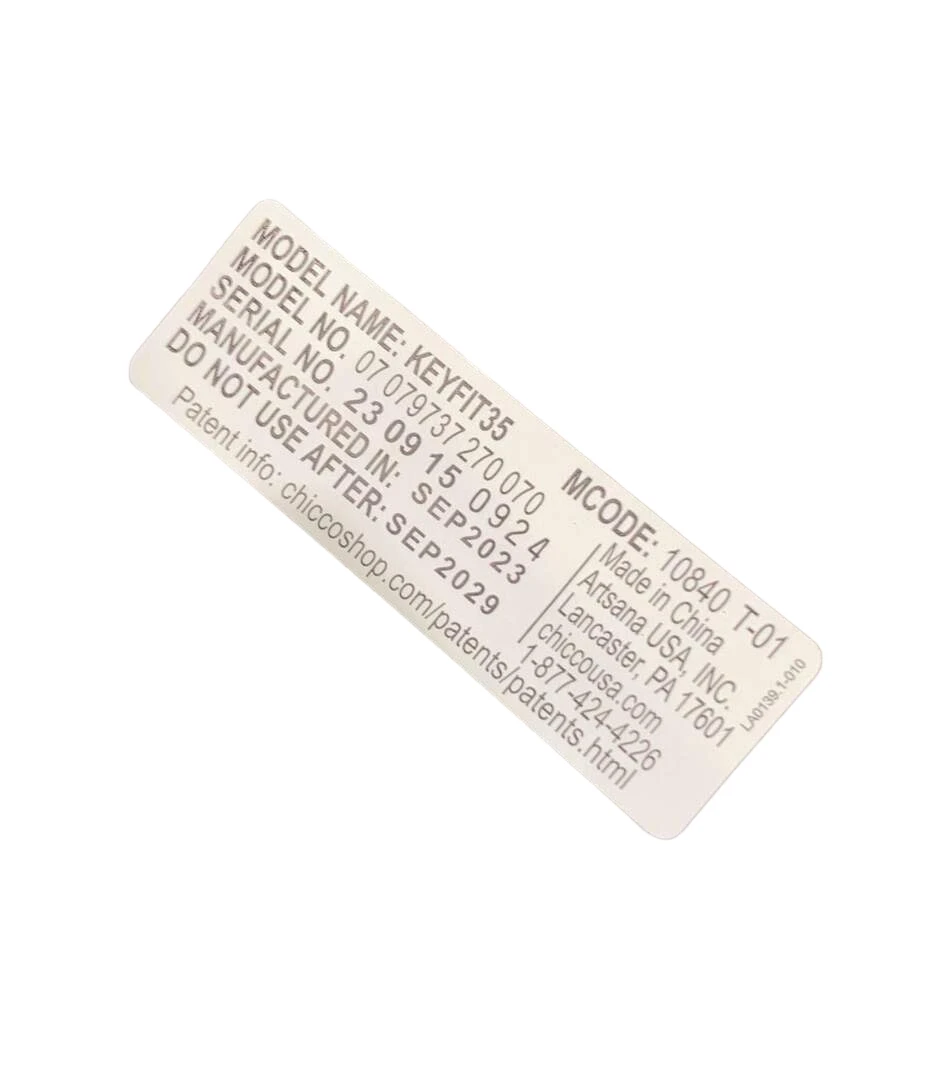 MODEL NAME: KEYFIT35
MODEL NO. 07 079737 270 070
SERIAL NO. 23 09 15 0924
MANUFACTURED IN: SEP2023
DO NOT USE AFTER: SEP2029
Patent info: chiccoshop.com/patents/patents.html
MCODE: 10840 T-01
Made in China
Artsana USA, INC.
Lancaster, PA 17601
chiccousa.com
1-877-424-4226
LA0139.1-010